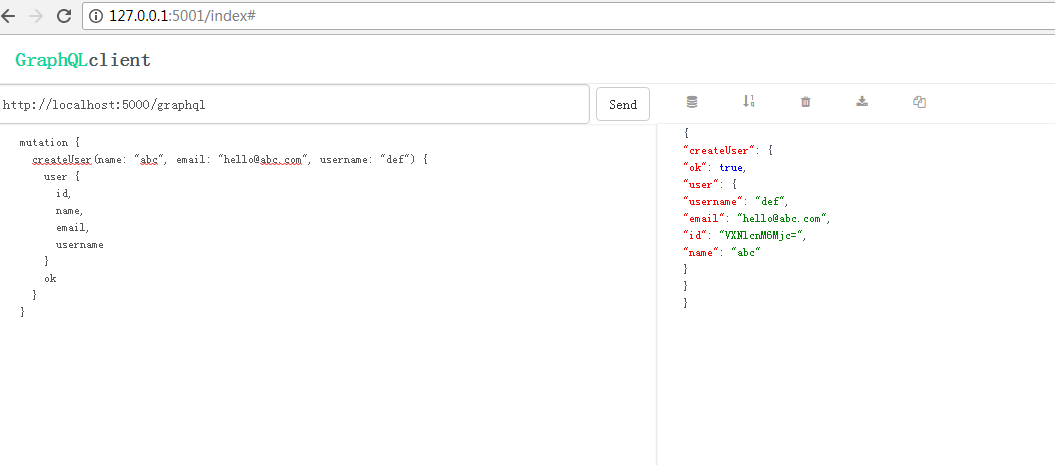 127.0.0.1:5001/index#
GraphQLclient
http://localhost:5000/graphql
Send
mutation {
createUser(name: "abc", email: "hello@abc.com", username: "def") {
user {
id,
name,
email,
username
}
ok
}
}
{
"createUser": {
"ok": true,
"user": {
"username": "def",
"email": "hello@abc.com",
"id": "VXNlcnM6Mjc=",
"name": "abc"
}
}
}